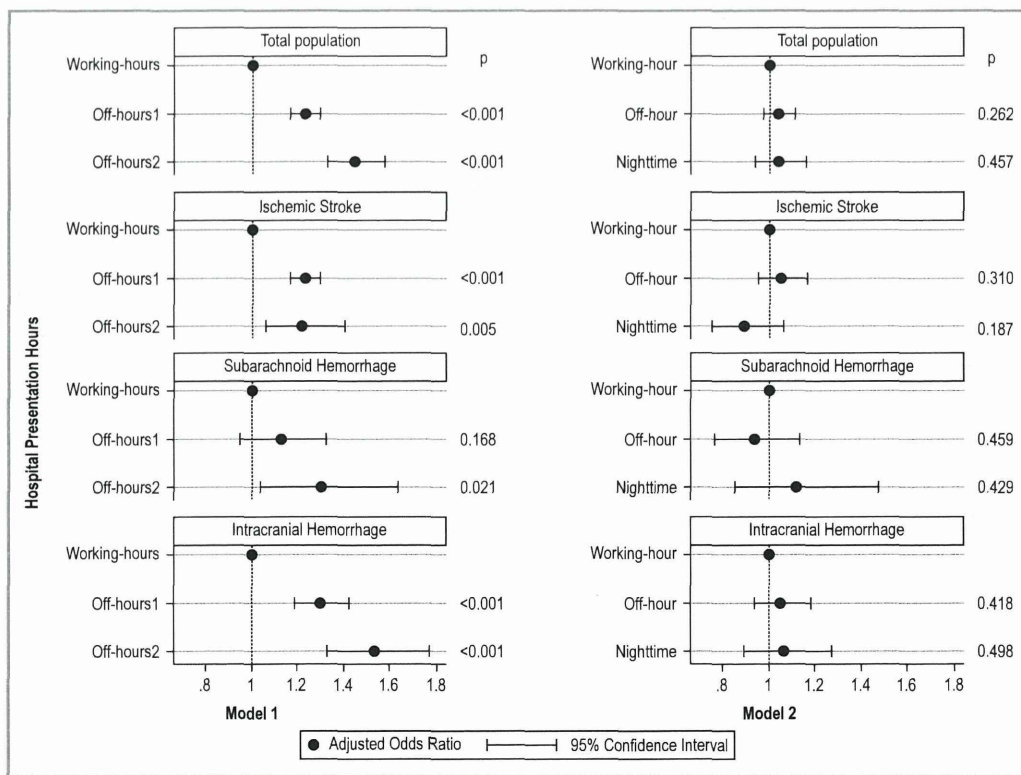 Hospital Presentation Hours
Total population
p
Working-hours
Off-hours1 <0.001
Off-hours2 <0.001
Ischemic Stroke
Working-hours
Off-hours1 <0.001
Off-hours2 0.005
Subarachnoid Hemorrhage
Working-hours
Off-hours1 0.168
Off-hours2 0.021
Intracranial Hemorrhage
Working-hours
Off-hours1 <0.001
Off-hours2 <0.001
.8 1 1.2 1.4 1.6 1.8
Model 1
Total population
p
Working-hour
Off-hour 0.262
Nighttime 0.457
Ischemic Stroke
Working-hour
Off-hour 0.310
Nighttime 0.187
Subarachnoid Hemorrhage
Working-hour
Off-hour 0.459
Nighttime 0.429
Intracranial Hemorrhage
Working-hour
Off-hour 0.418
Nighttime 0.498
.8 1 1.2 1.4 1.6 1.8
Model 2
Adjusted Odds Ratio 95% Confidence Interval